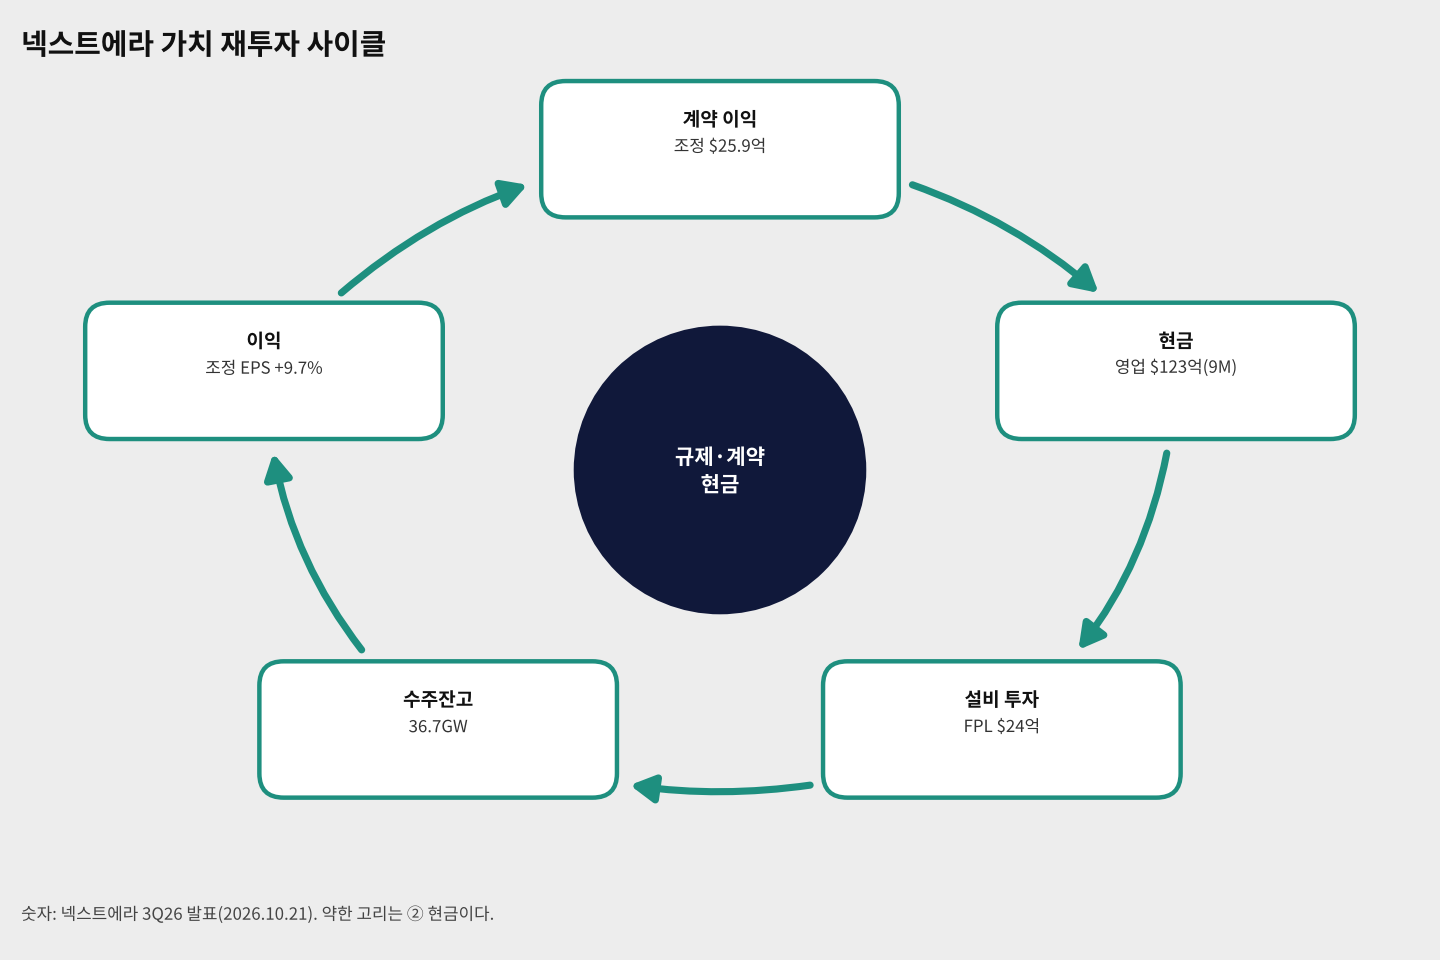 넥스트에라 가치 재투자 사이클
계약 이익
조정 $25.9억
현금
영업 $123억(9M)
설비 투자
FPL $24억
수주잔고
36.7GW
이익
조정 EPS +9.7%
규제·계약
현금
숫자: 넥스트에라 3Q26 발표(2026.10.21). 약한 고리는 ② 현금이다.